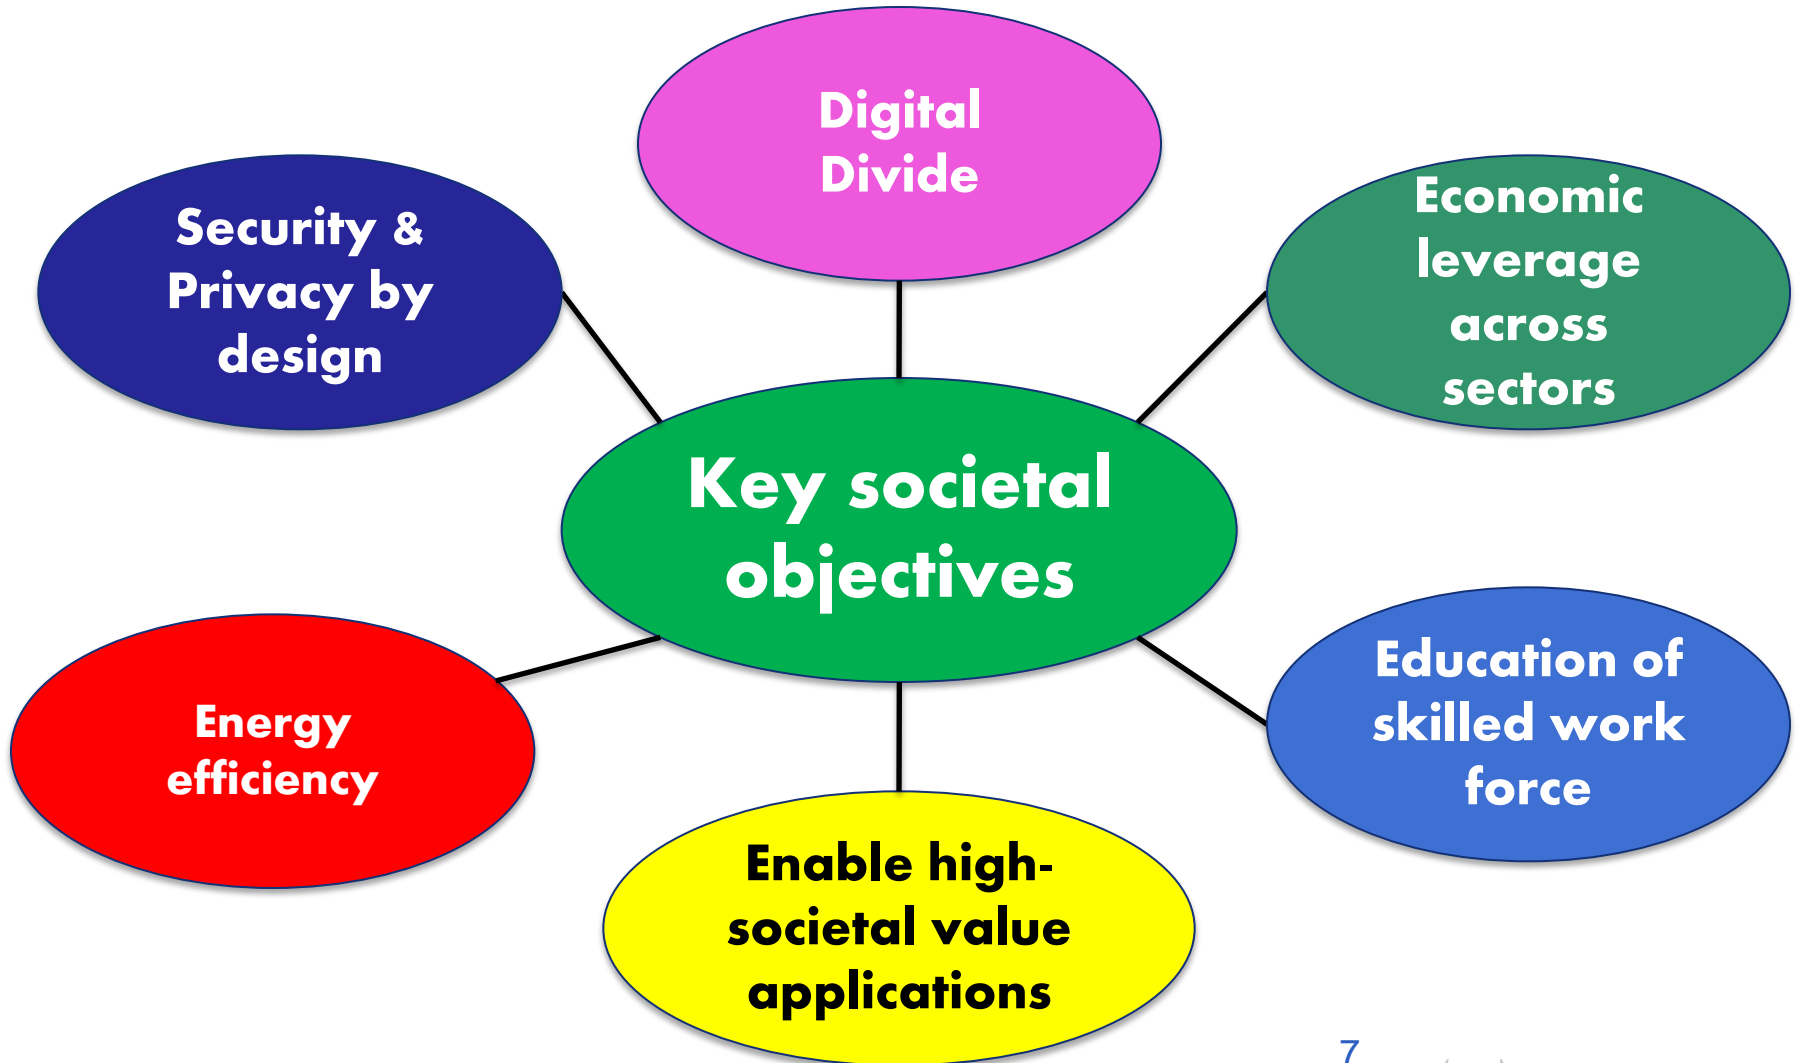 Digital
Divide
Security &
Privacy by
design
Economic
leverage
across
sectors
Key societal
objectives
Energy
efficiency
Education of
skilled work
force
Enable high-
societal value
applications
7